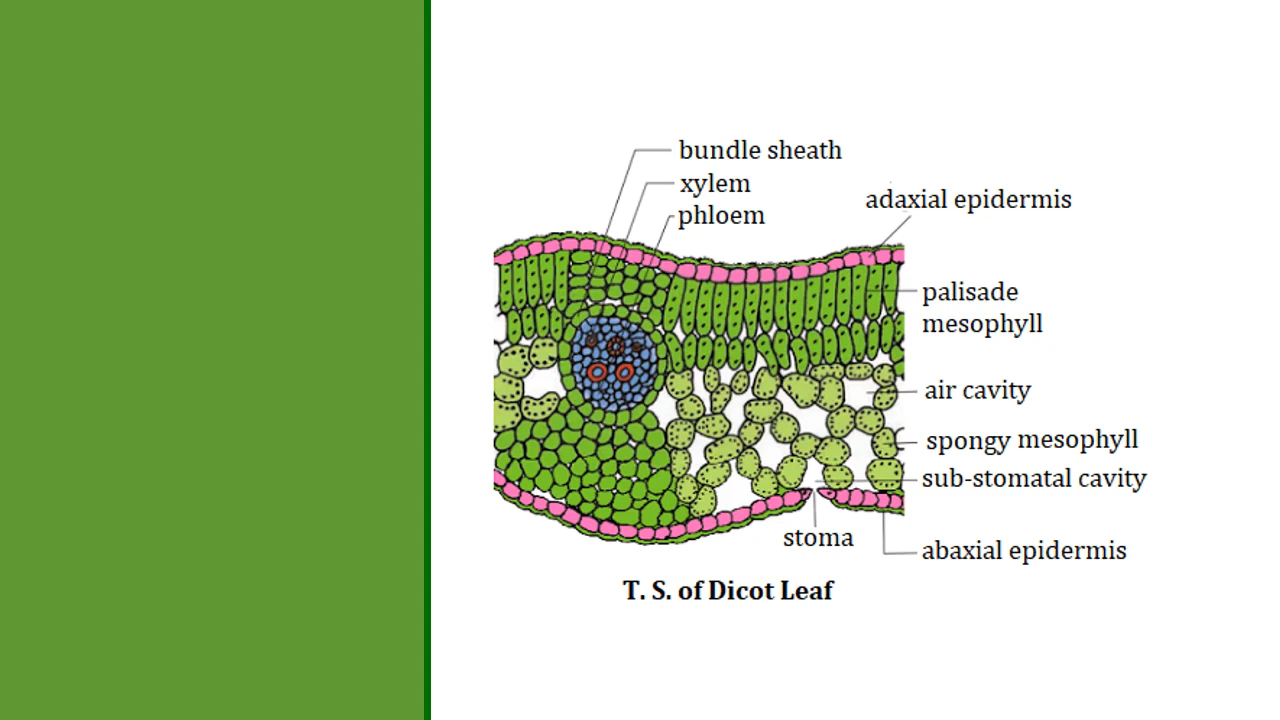 bundle sheath
xylem
phloem
adaxial epidermis
palisade
mesophyll
air cavity
spongy mesophyll
sub-stomatal cavity
stoma
abaxial epidermis
T. S. of Dicot Leaf